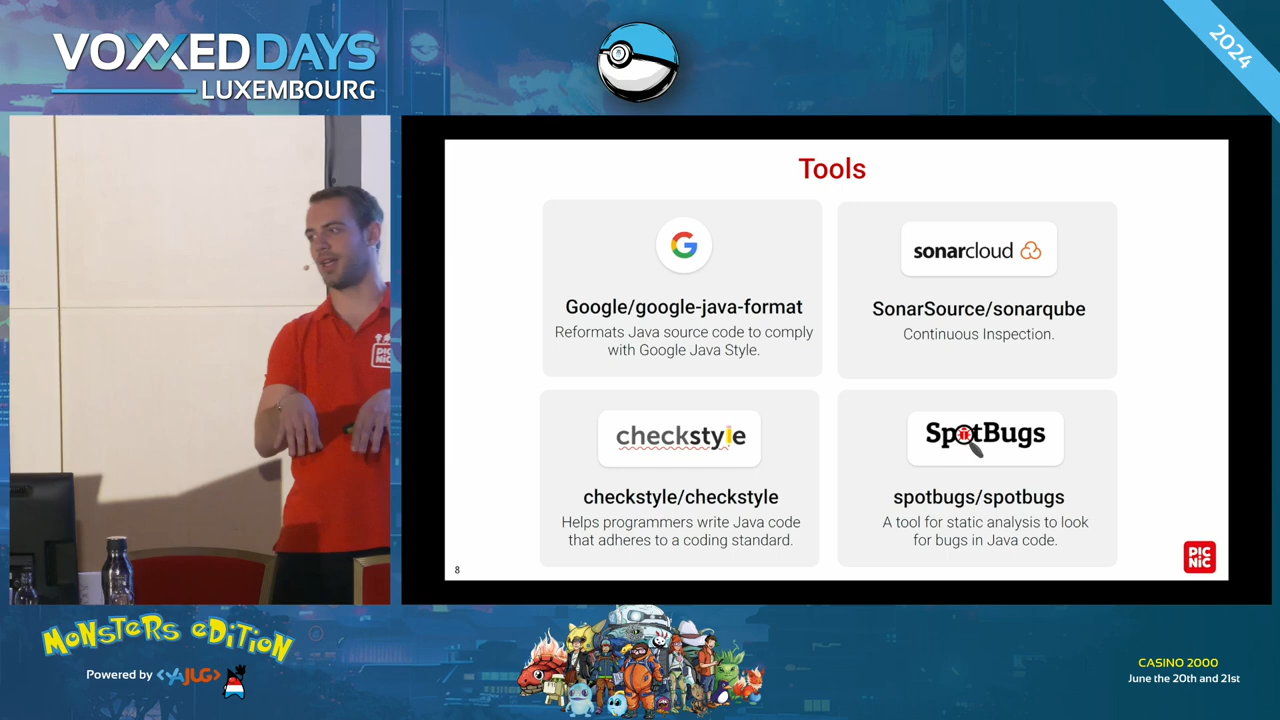 VOXXEDDAYS
LUXEMBOURG
2024
PIC
NIC
Tools
G
Google/google-java-format
Reformats Java source code to comply
with Google Java Style.
sonarcloud
SonarSource/sonarqube
Continuous Inspection.
checkstyle
checkstyle/checkstyle
Helps programmers write Java code
that adheres to a coding standard.
SpotBugs
spotbugs/spotbugs
A tool for static analysis to look
for bugs in Java code.
8
PIC
NIC
MONSTERS EDITION
Powered by <YAJUG>
CASINO 2000
June the 20th and 21st